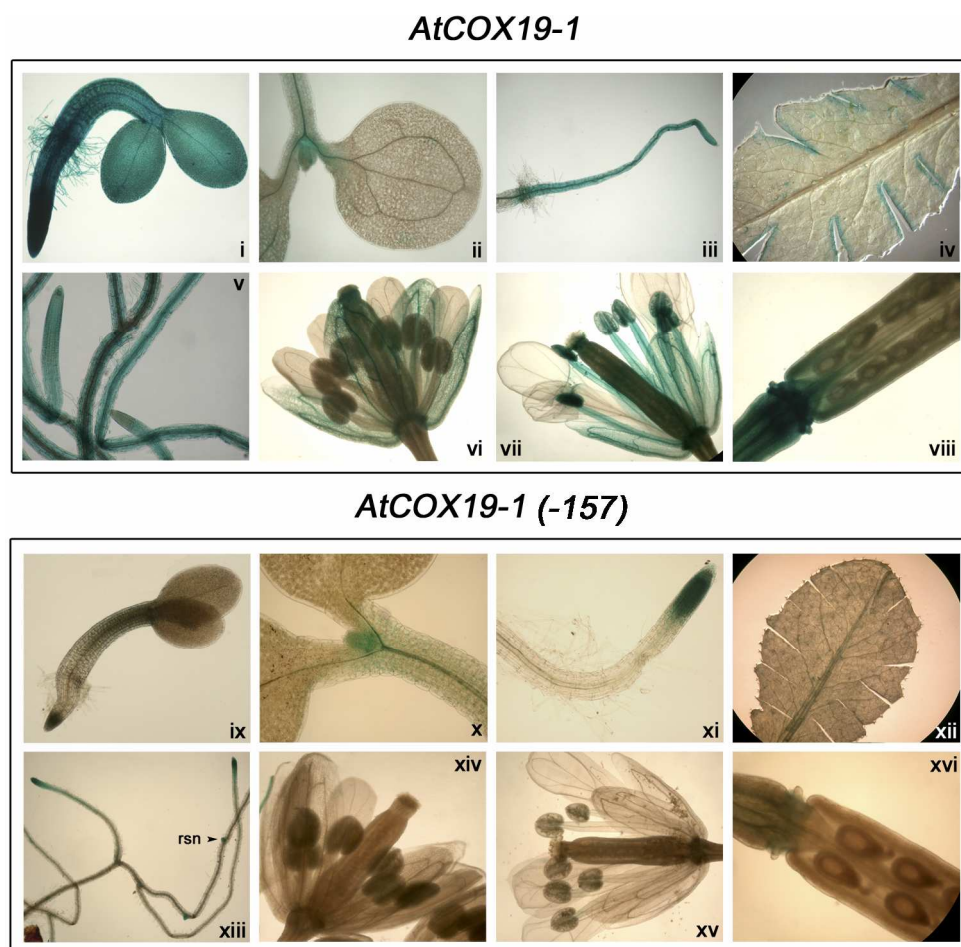 AtCOX19-1
i
ii
iii
iv
v
vi
vii
viii
AtCOX19-1 (-157)
ix
x
xi
xii
xiii
rsn
xiv
xv
xvi